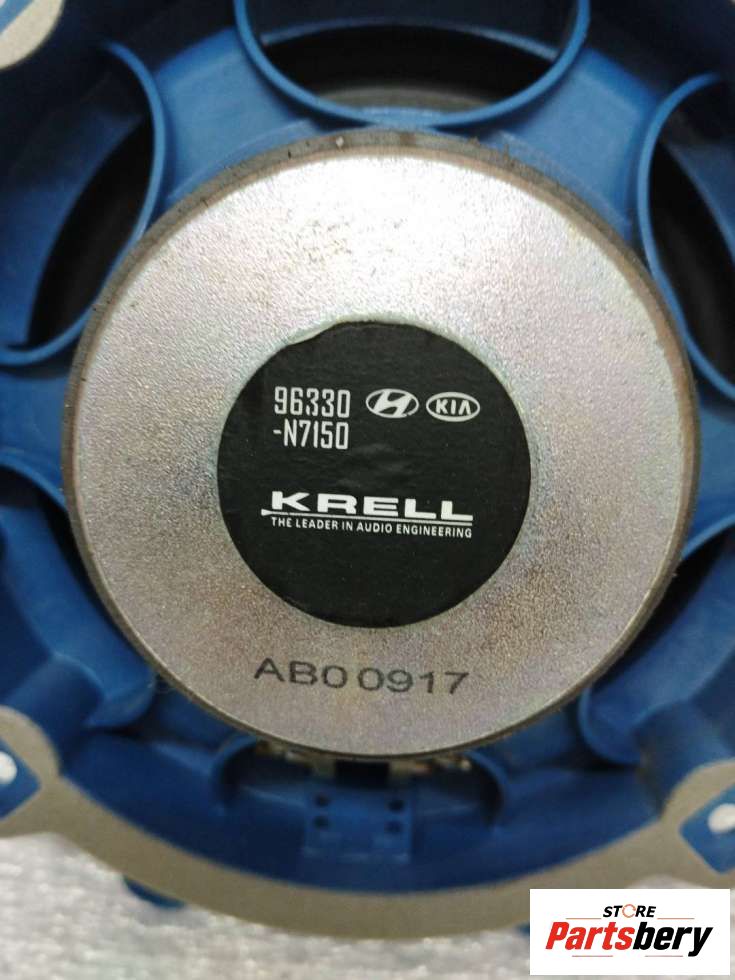 96330 KIA
-N7150
KRELL
THE LEADER IN AUDIO ENGINEERING
AB0 0917
STORE
Partsbery